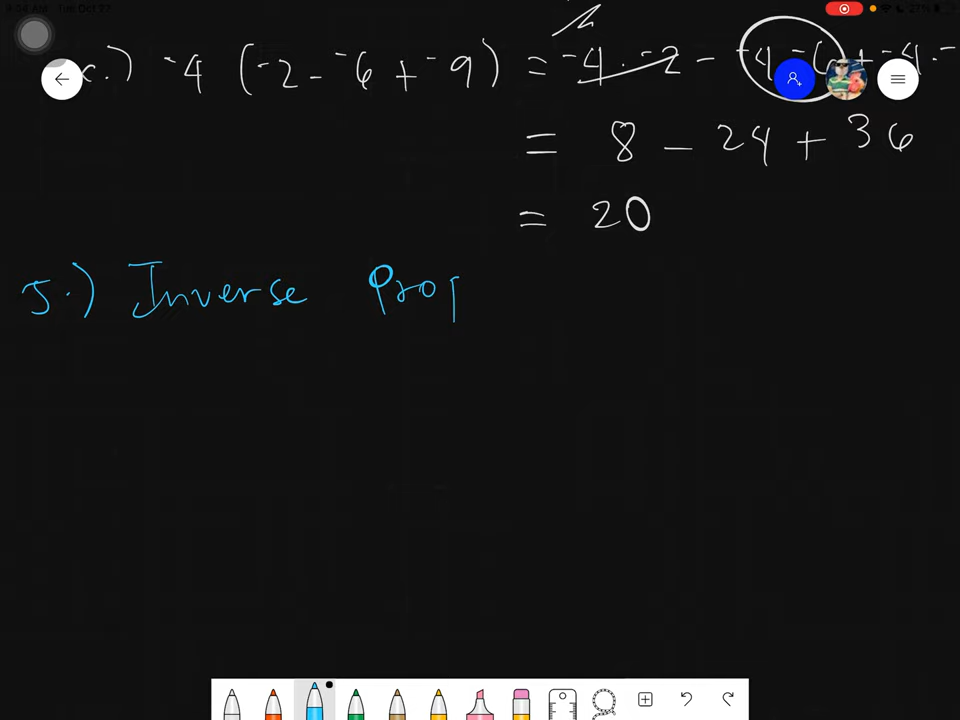 c.) -4 (-2 - -6 + -9) = -4 · -2 - -4 -6 + -4 · -
= 8 - 24 + 36
= 20
5.) Inverse Prop